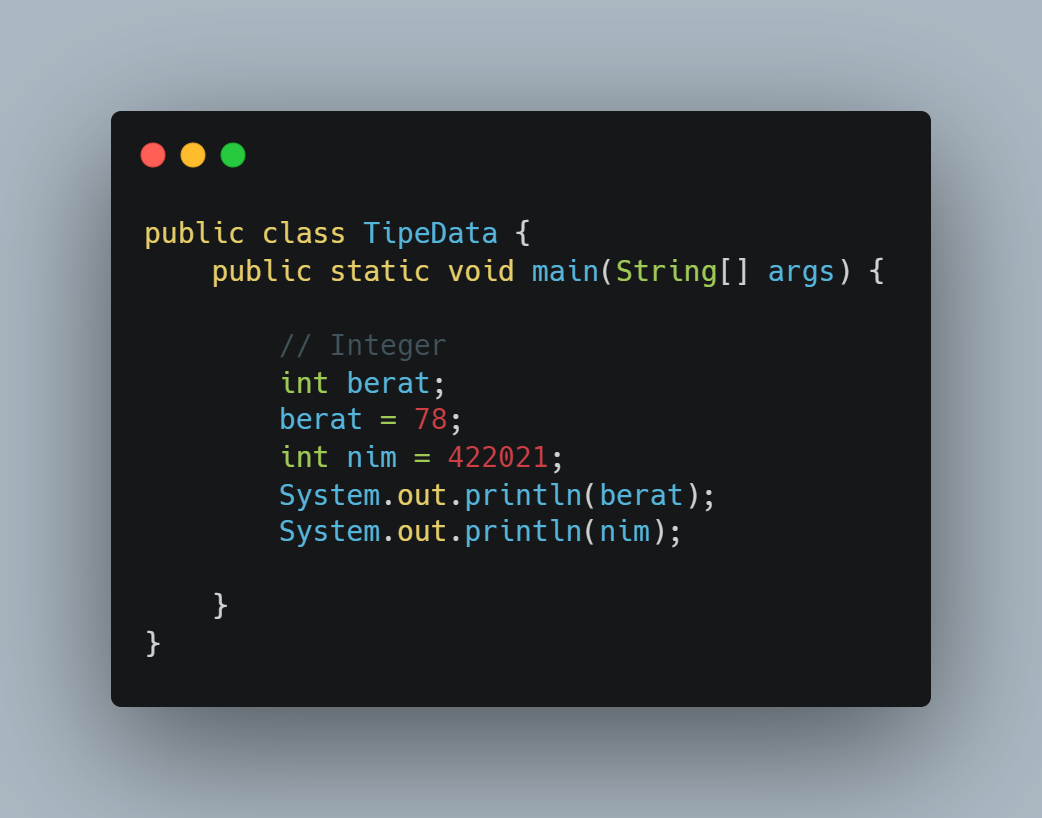 public class TipeData {
    public static void main(String[] args) {
        // Integer
        int berat;
        berat = 78;
        int nim = 422021;
        System.out.println(berat);
        System.out.println(nim);
    }
}